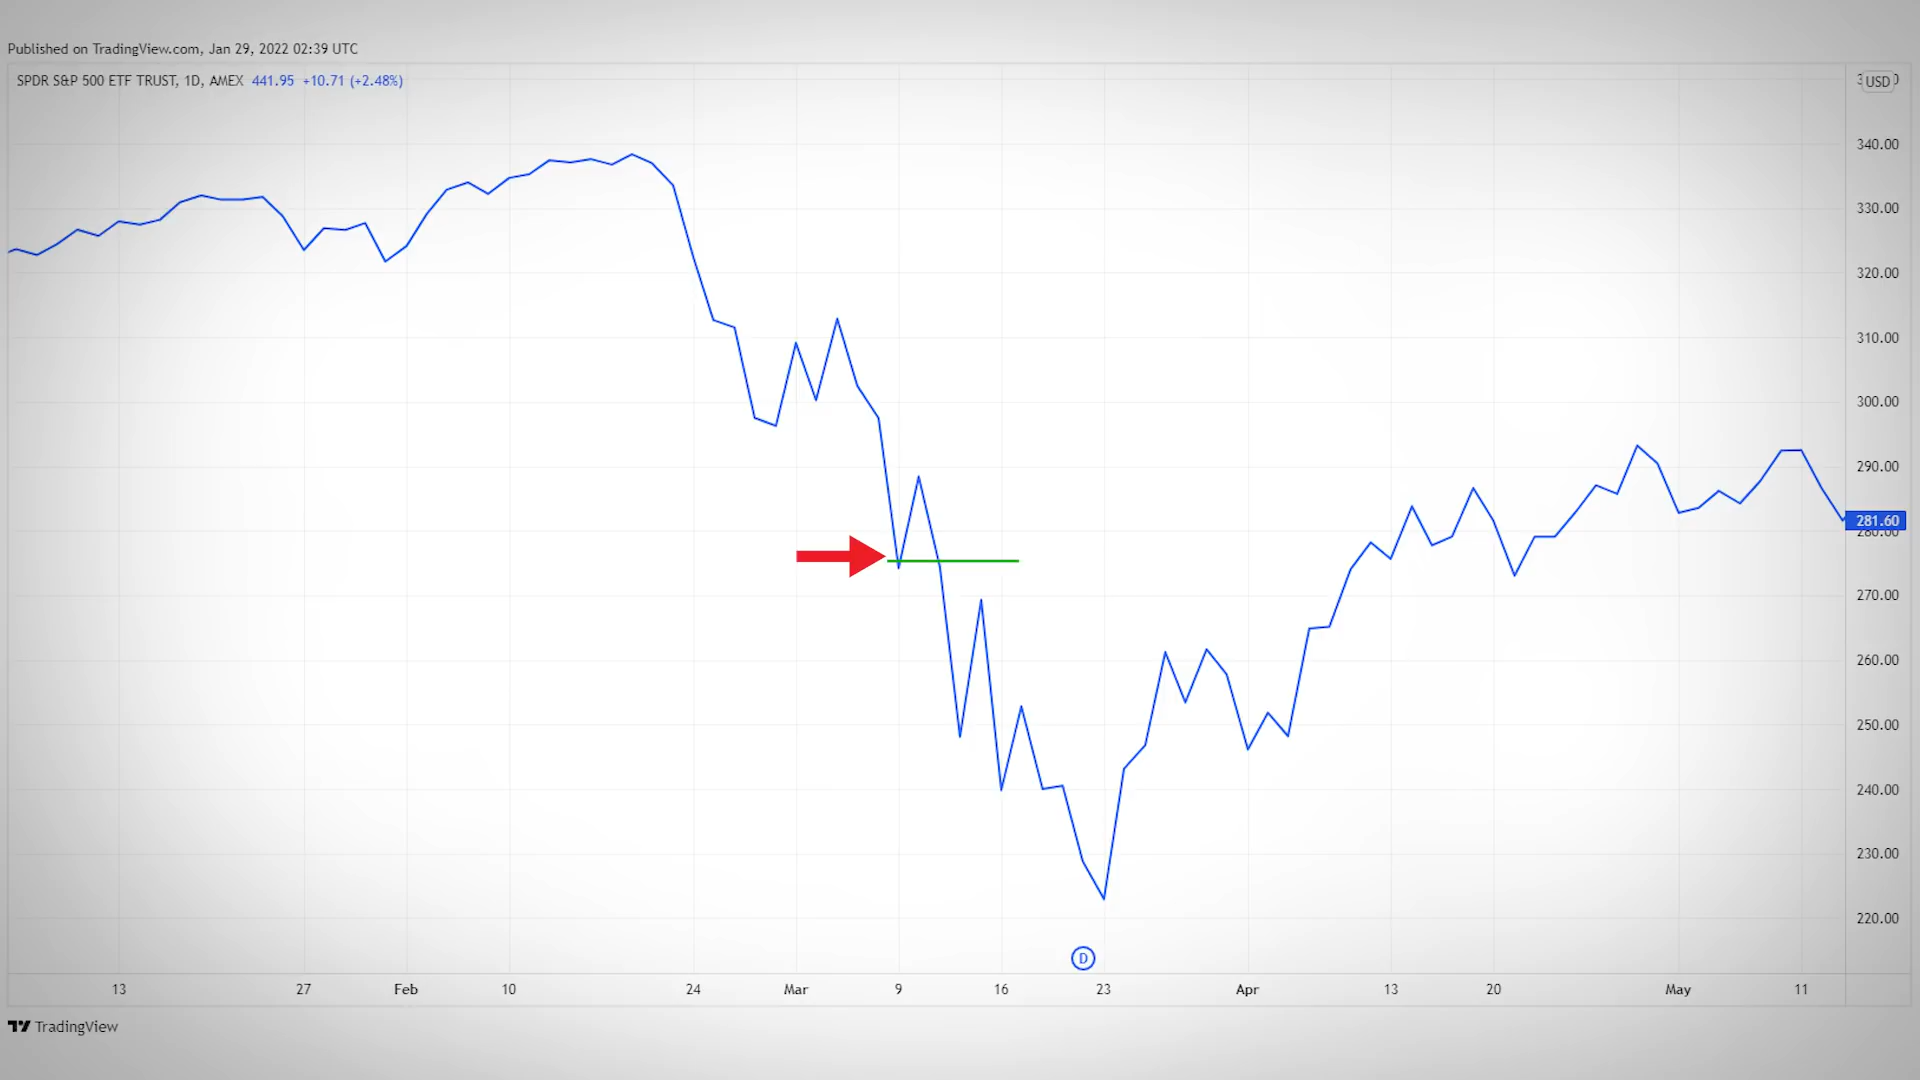 Published on TradingView.com, Jan 29, 2022 02:39 UTC
SPDR S&P 500 ETF TRUST, 1D, AMEX 441.95 +10.71 (+2.48%)
USD
340.00
330.00
320.00
310.00
300.00
290.00
281.60
280.00
270.00
260.00
250.00
240.00
230.00
220.00
D
13 27 Feb 10 24 Mar 9 16 23 Apr 13 20 May 11
TradingView